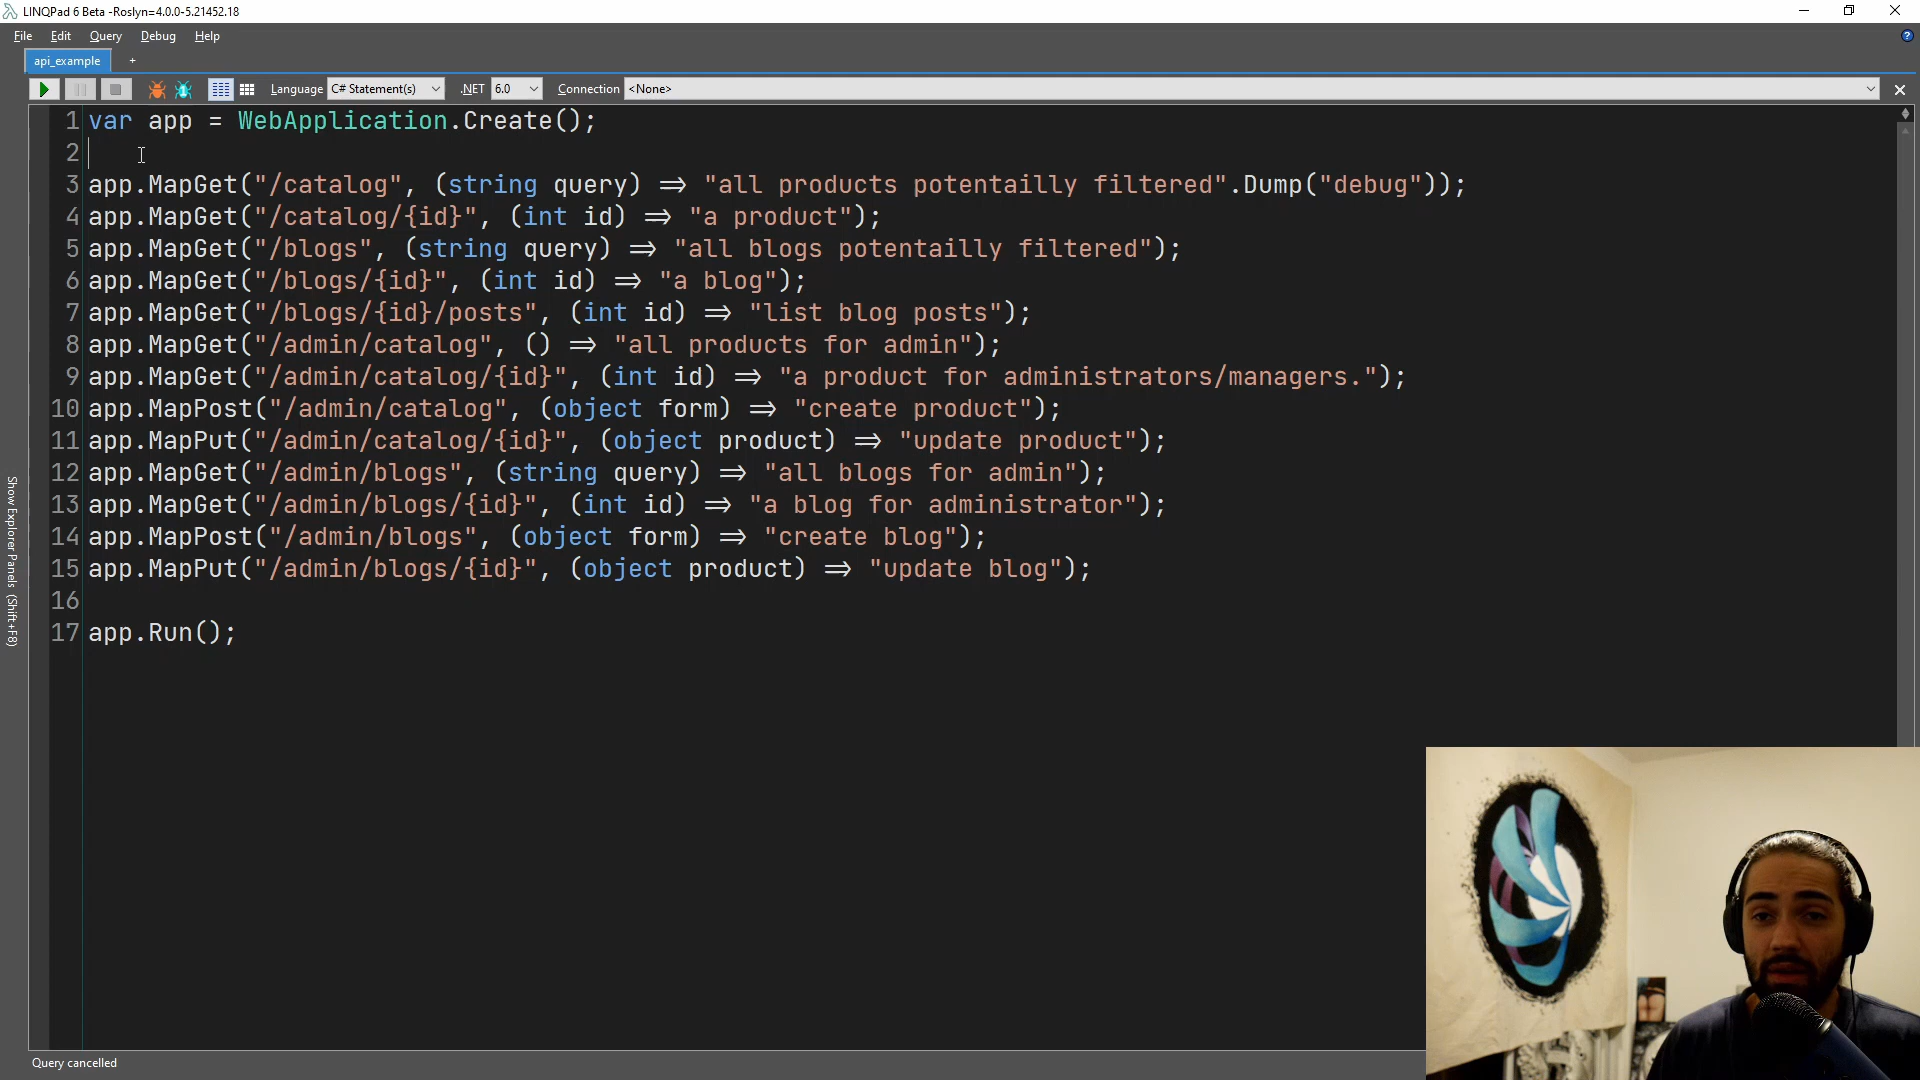 LINQPad 6 Beta -Roslyn=4.0.0-5.21452.18
File Edit Query Debug Help
api_example +
Language C# Statement(s) .NET 6.0 Connection <None>
1 var app = WebApplication.Create();
2
3 app.MapGet("/catalog", (string query) => "all products potentailly filtered".Dump("debug"));
4 app.MapGet("/catalog/{id}", (int id) => "a product");
5 app.MapGet("/blogs", (string query) => "all blogs potentailly filtered");
6 app.MapGet("/blogs/{id}", (int id) => "a blog");
7 app.MapGet("/blogs/{id}/posts", (int id) => "list blog posts");
8 app.MapGet("/admin/catalog", () => "all products for admin");
9 app.MapGet("/admin/catalog/{id}", (int id) => "a product for administrators/managers.");
10 app.MapPost("/admin/catalog", (object form) => "create product");
11 app.MapPut("/admin/catalog/{id}", (object product) => "update product");
12 app.MapGet("/admin/blogs", (string query) => "all blogs for admin");
13 app.MapGet("/admin/blogs/{id}", (int id) => "a blog for administrator");
14 app.MapPost("/admin/blogs", (object form) => "create blog");
15 app.MapPut("/admin/blogs/{id}", (object product) => "update blog");
16
17 app.Run();
Show Explorer Panels (Shift+F8)
Query cancelled